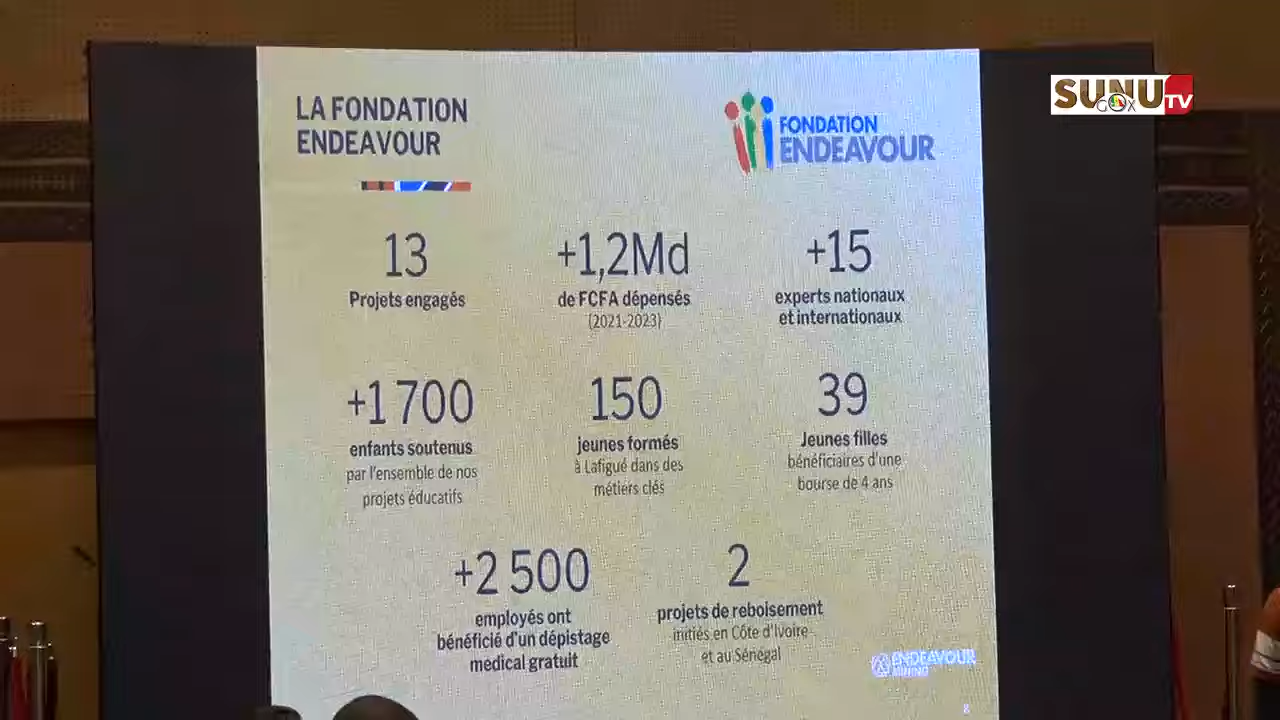 SUNU
GOX
TV
LA FONDATION
ENDEAVOUR
FONDATION
ENDEAVOUR
13
Projets engagés
+1,2Md
de FCFA dépensés
(2021-2023)
+15
experts nationaux
et internationaux
+1 700
enfants soutenus
par l'ensemble de nos
projets éducatifs
150
jeunes formés
à Lafigué dans des
métiers clés
39
Jeunes filles
bénéficiaires d'une
bourse de 4 ans
+2 500
employés ont
bénéficié d'un dépistage
medical gratuit
2
projets de reboisement
initiés en Côte d'Ivoire
et au Sénégal
ENDEAVOUR
MINING
8